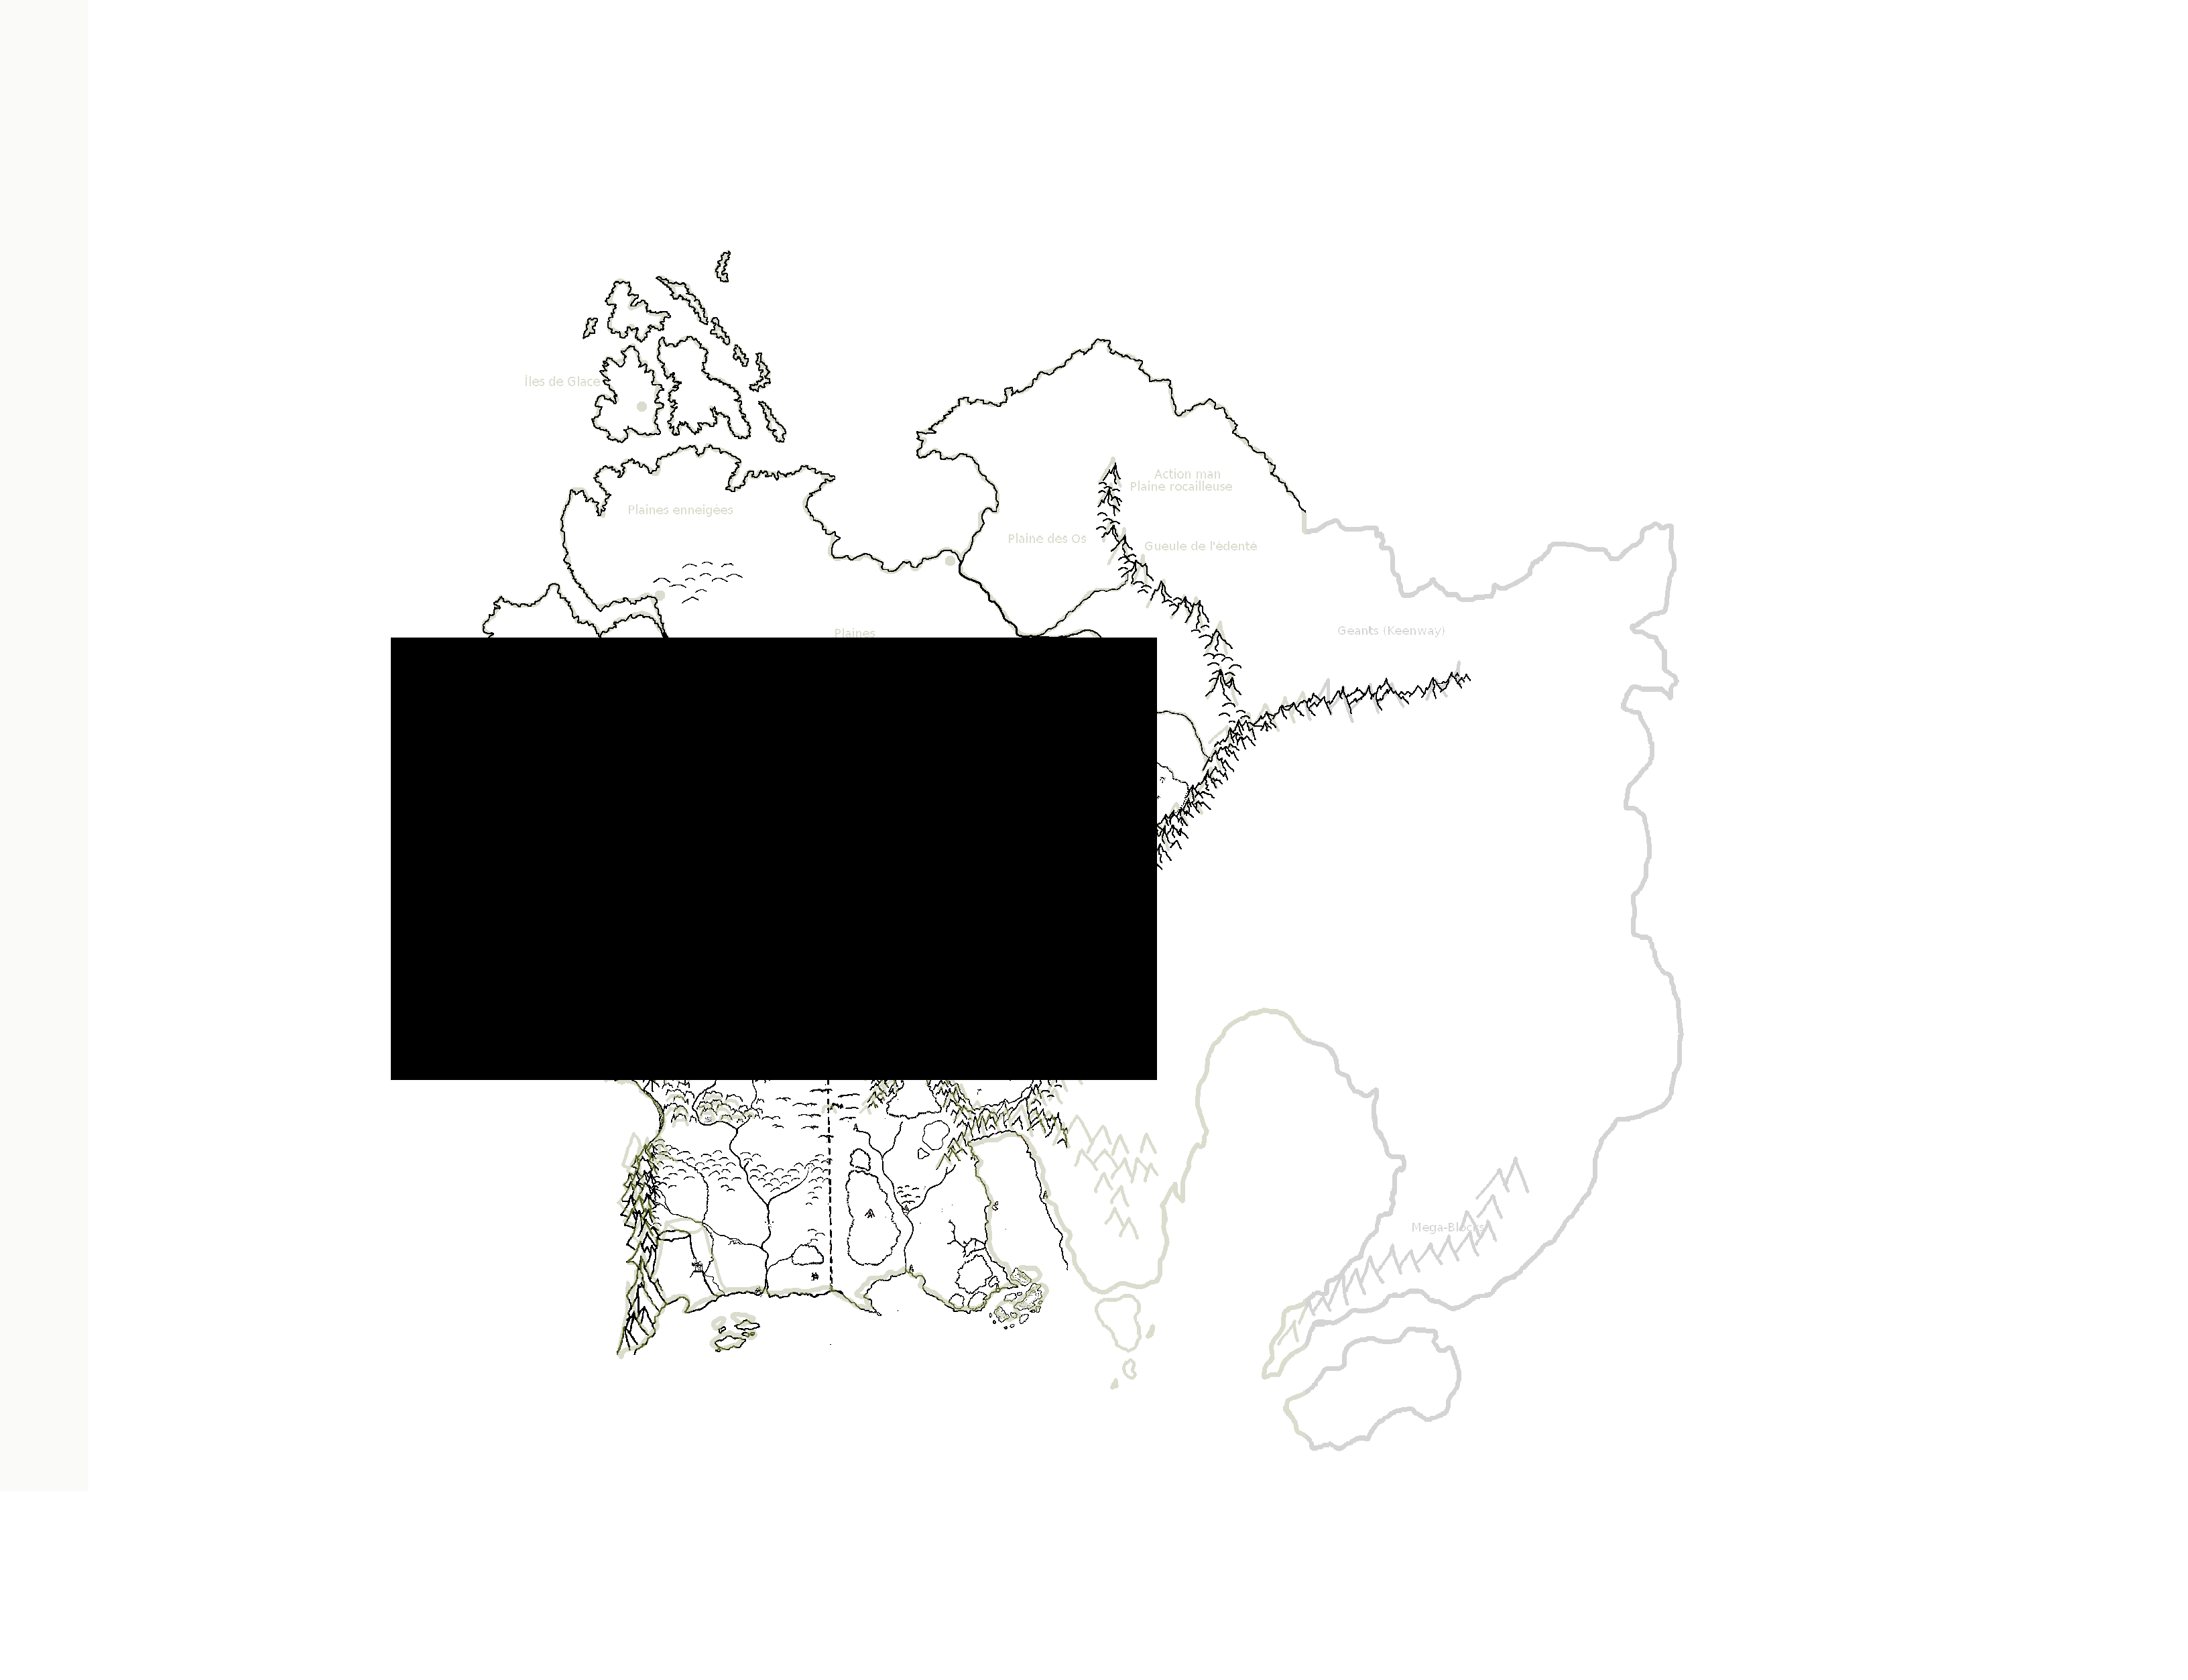 Îles de Glace
Action man
Plaine rocailleuse
Plaines enneigées
Plaine des Os
Gueule de l'édenté
Geants (Keenway)
Plaines
Mega-Blocks